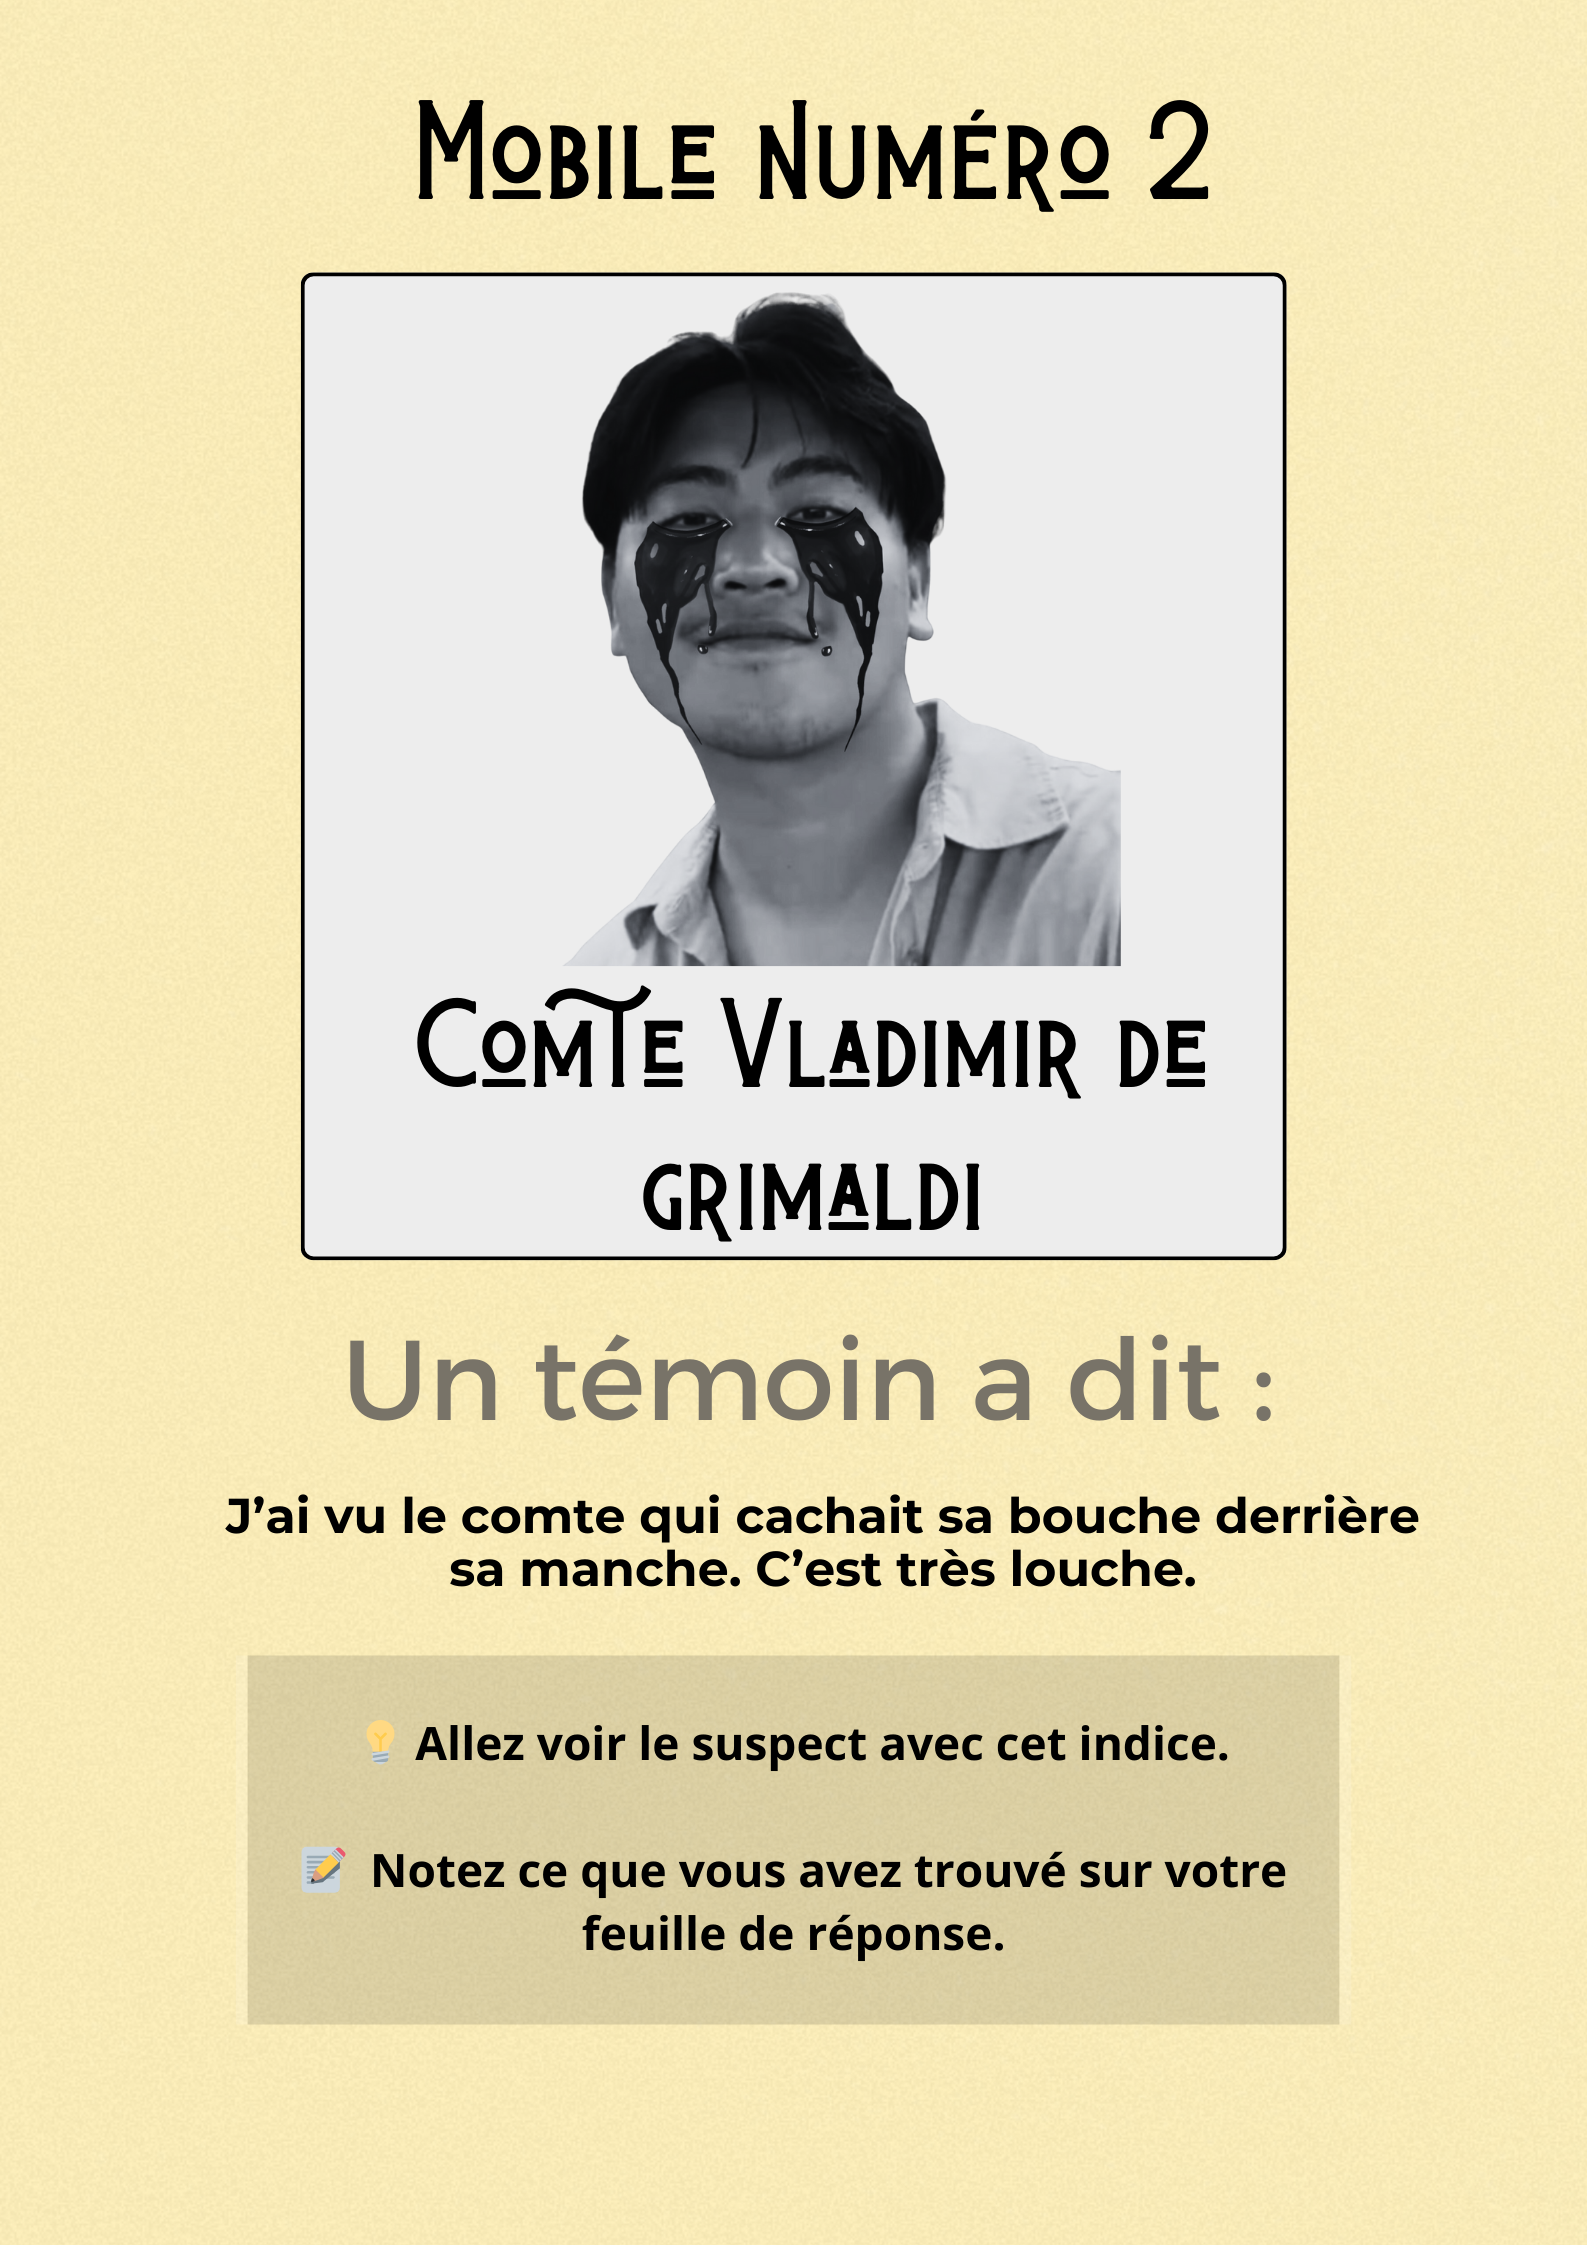 Mobile numéro 2
Comte Vladimir de
grimaldi
Un témoin a dit :
J’ai vu le comte qui cachait sa bouche derrière
sa manche. C’est très louche.
💡 Allez voir le suspect avec cet indice.
📝 Notez ce que vous avez trouvé sur votre
feuille de réponse.